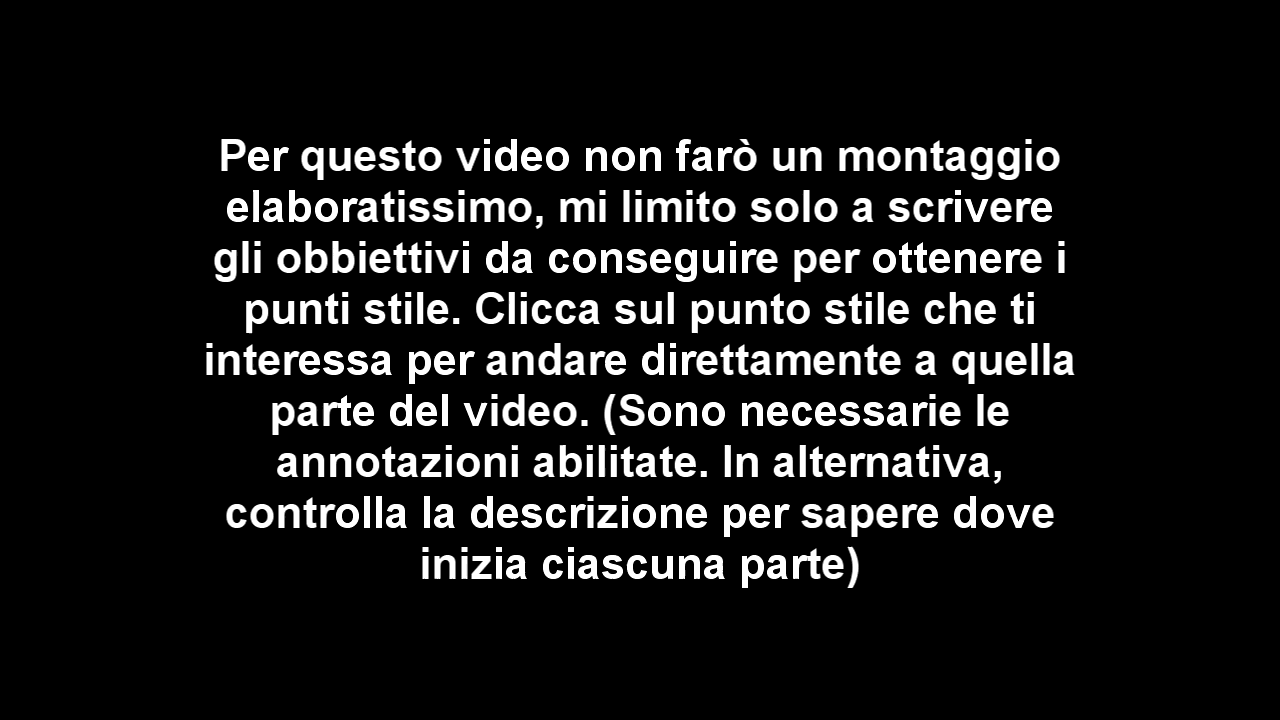 Per questo video non farò un montaggio
elaboratissimo, mi limito solo a scrivere
gli obbiettivi da conseguire per ottenere i
punti stile. Clicca sul punto stile che ti
interessa per andare direttamente a quella
parte del video. (Sono necessarie le
annotazioni abilitate. In alternativa,
controlla la descrizione per sapere dove
inizia ciascuna parte)